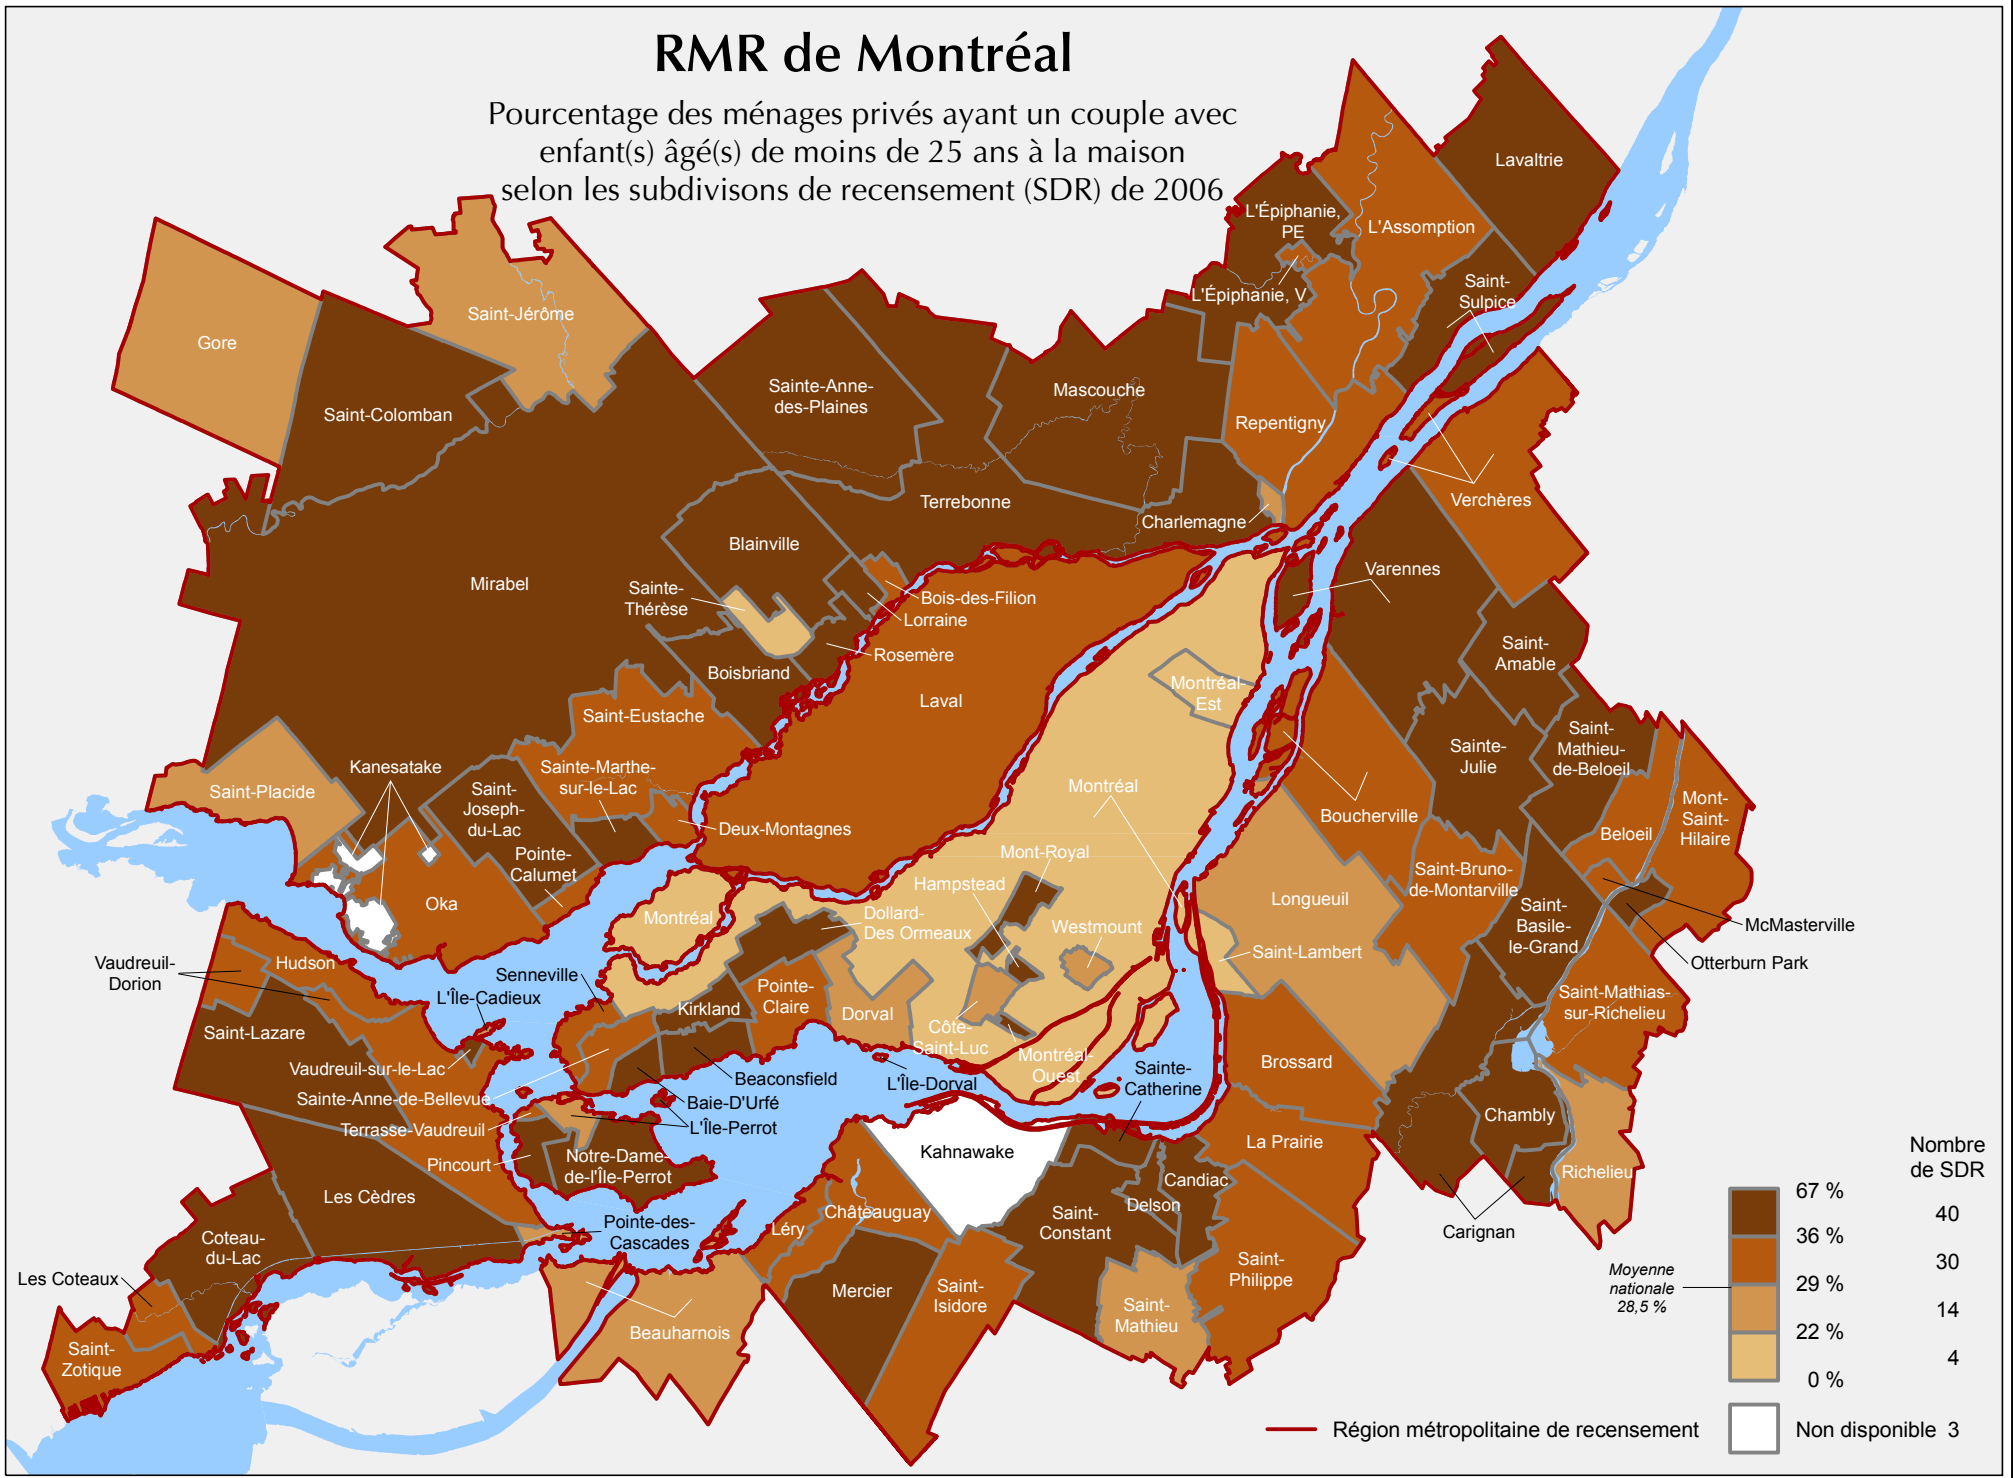 RMR de Montréal
Pourcentage des ménages privés ayant un couple avec
enfant(s) âgé(s) de moins de 25 ans à la maison
selon les subdivisons de recensement (SDR) de 2006
Lavaltrie
L'Épiphanie,
PE
L'Assomption
L'Épiphanie, V
Saint-
Sulpice
Saint-Jérôme
Gore
Saint-Colomban
Sainte-Anne-
des-Plaines
Mascouche
Repentigny
Verchères
Terrebonne
Charlemagne
Blainville
Mirabel
Sainte-
Thérèse
Varennes
Bois-des-Filion
Lorraine
Rosemère
Boisbriand
Saint-
Amable
Laval
Montréal-
Est
Saint-Eustache
Saint-
Mathieu-
de-Beloeil
Sainte-
Julie
Kanesatake
Sainte-Marthe-
sur-le-Lac
Saint-Placide
Saint-
Joseph-
du-Lac
Montréal
Boucherville
Mont-
Saint-
Hilaire
Beloeil
Deux-Montagnes
Pointe-
Calumet
Mont-Royal
Hampstead
Saint-Bruno-
de-Montarville
Oka
Montréal
Dollard-
Des Ormeaux
Westmount
Longueuil
Saint-
Basile-
le-Grand
McMasterville
Otterburn Park
Saint-Lambert
Vaudreuil-
Dorion
Hudson
Senneville
L'Île-Cadieux
Kirkland
Pointe-
Claire
Dorval
Côte-
Saint-Luc
Saint-Mathias-
sur-Richelieu
Saint-Lazare
Montréal-
Ouest
Brossard
Vaudreuil-sur-le-Lac
Beaconsfield
L'Île-Dorval
Sainte-
Catherine
Sainte-Anne-de-Bellevue
Baie-D'Urfé
L'Île-Perrot
Terrasse-Vaudreuil
Chambly
La Prairie
Kahnawake
Pincourt
Notre-Dame-
de-l'Île-Perrot
Richelieu
Candiac
Delson
Les Cèdres
Châteauguay
Léry
Saint-
Constant
Carignan
Pointe-des-
Cascades
Coteau-
du-Lac
Les Coteaux
Mercier
Saint-
Isidore
Saint-
Philippe
Saint-
Mathieu
Beauharnois
Saint-
Zotique
Nombre
de SDR
67 %
40
36 %
30
29 %
14
22 %
4
0 %
Moyenne
nationale
28,5 %
Région métropolitaine de recensement
Non disponible 3